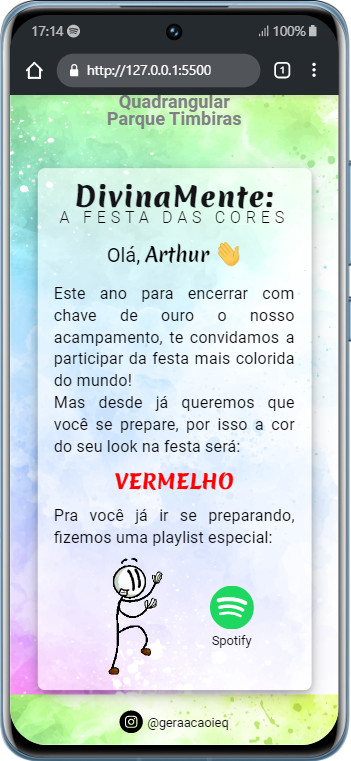 17:14 100%
http://127.0.0.1:5500 1
Quadrangular
Parque Timbiras
DivinaMente:
A FESTA DAS CORES
Olá, Arthur 👋
Este ano para encerrar com
chave de ouro o nosso
acampamento, te convidamos a
participar da festa mais colorida
do mundo!
Mas desde já queremos que
você se prepare, por isso a cor
do seu look na festa será:
VERMELHO
Pra você já ir se preparando,
fizemos uma playlist especial:
Spotify
@geraacaoieq